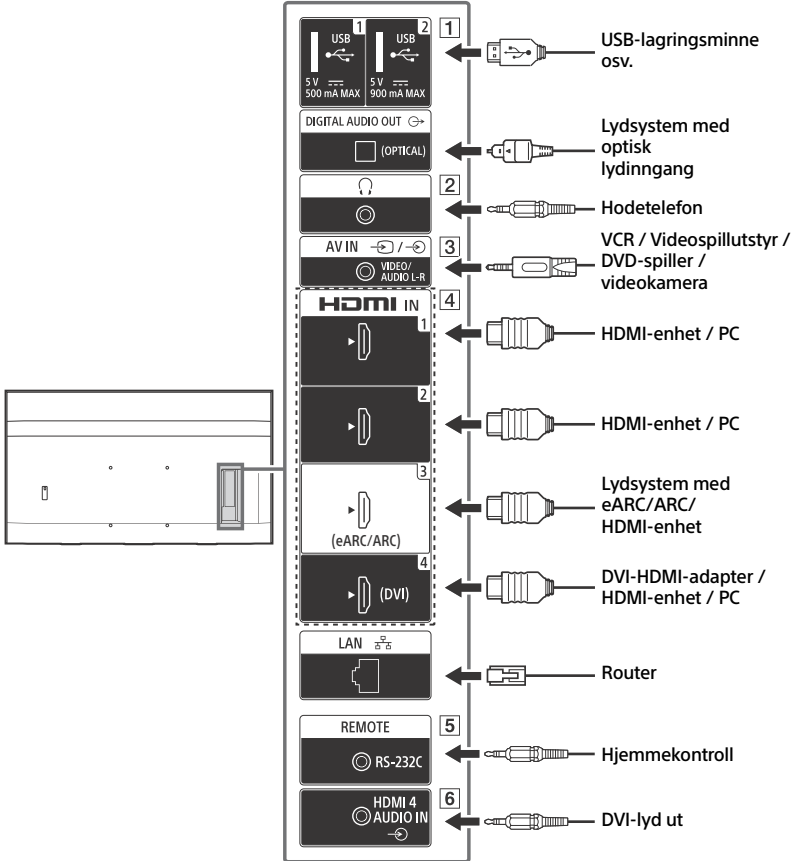 1
USB
5 V
500 mA MAX
2
USB
5 V
900 mA MAX
1
USB-lagringsminne
osv.
DIGITAL AUDIO OUT
(OPTICAL)
Lydsystem med
optisk
lydinngang
2
Hodetelefon
AV IN
/
VIDEO/
AUDIO L-R
3
VCR / Videospillutstyr /
DVD-spiller /
videokamera
HDMI IN
4
1
HDMI-enhet / PC
2
HDMI-enhet / PC
3
(eARC/ARC)
Lydsystem med
eARC/ARC/
HDMI-enhet
4
(DVI)
DVI-HDMI-adapter /
HDMI-enhet / PC
LAN
Router
REMOTE
5
RS-232C
Hjemmekontroll
HDMI 4
AUDIO IN
6
DVI-lyd ut